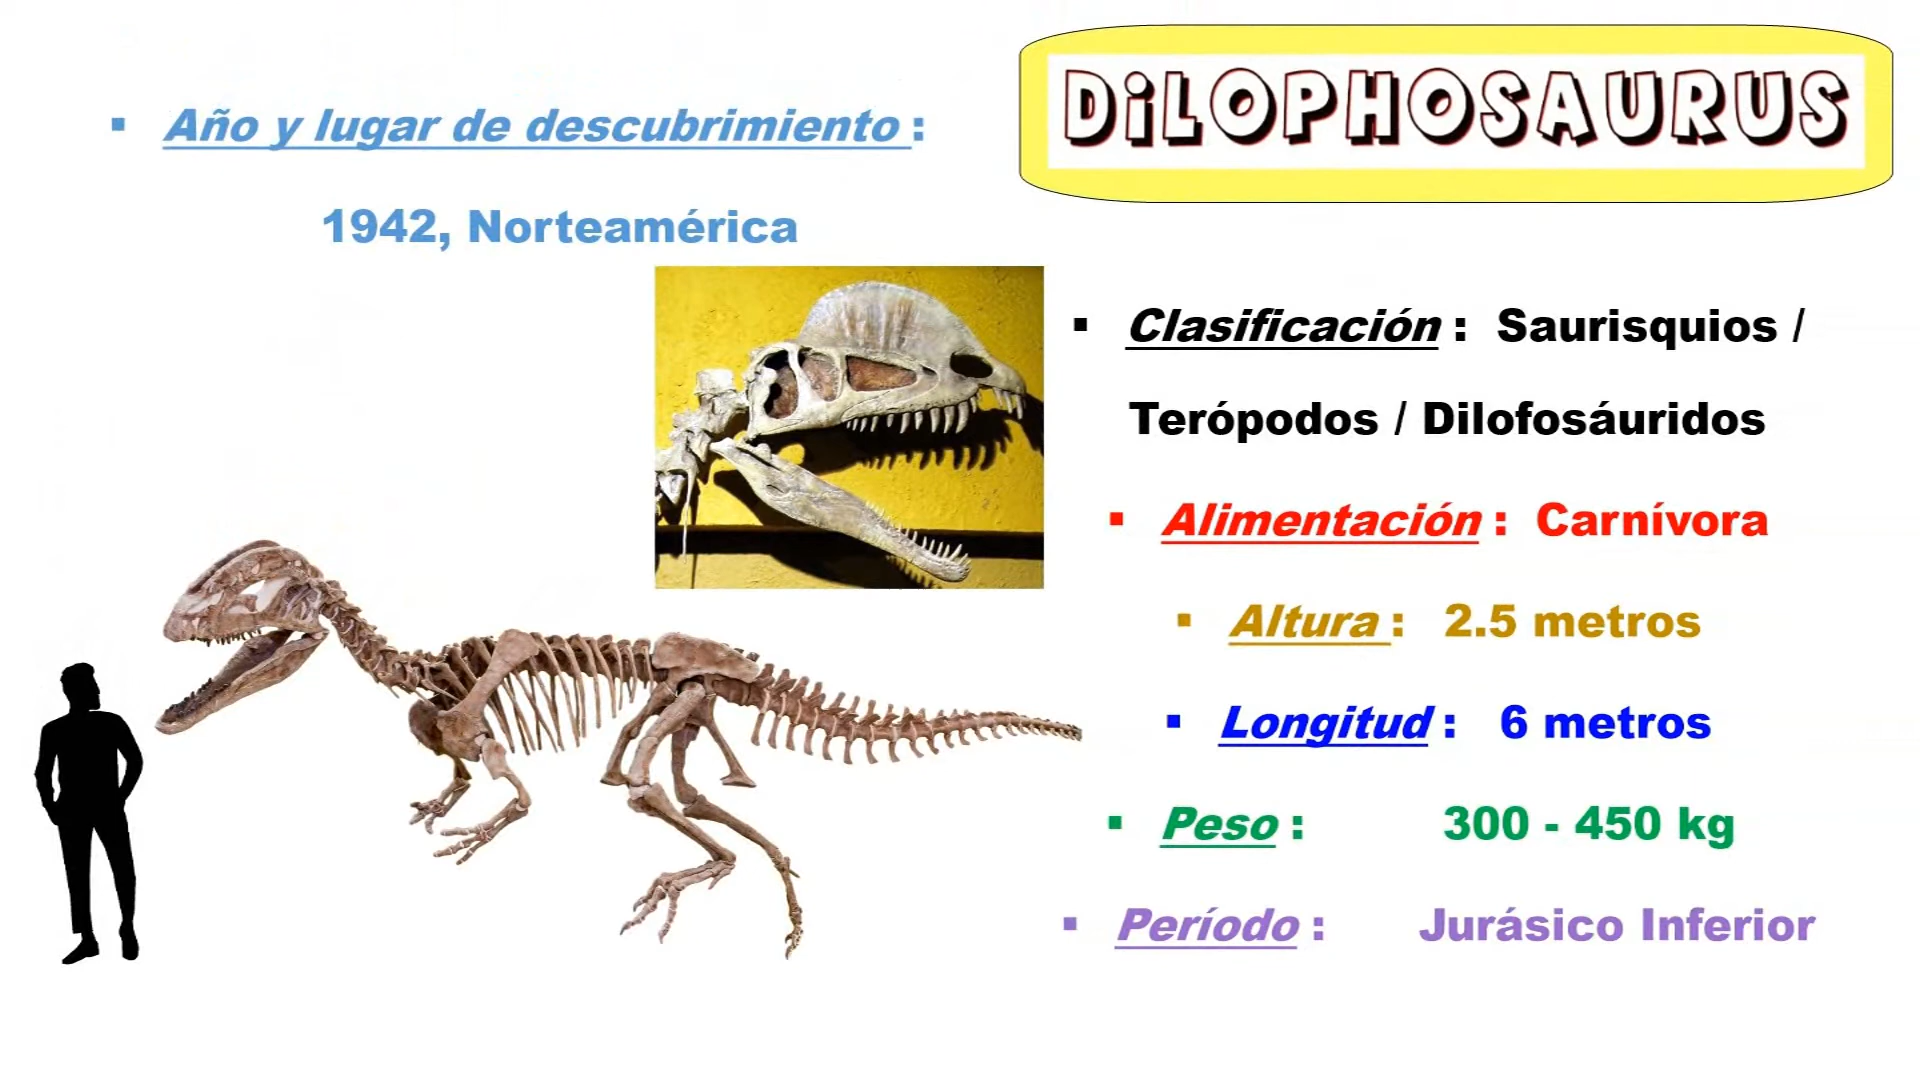 DiLOPHOSAURUS
▪ Año y lugar de descubrimiento :
1942, Norteamérica
▪ Clasificación : Saurisquios /
Terópodos / Dilofosáuridos
▪ Alimentación : Carnívora
▪ Altura : 2.5 metros
▪ Longitud : 6 metros
▪ Peso : 300 - 450 kg
▪ Período : Jurásico Inferior